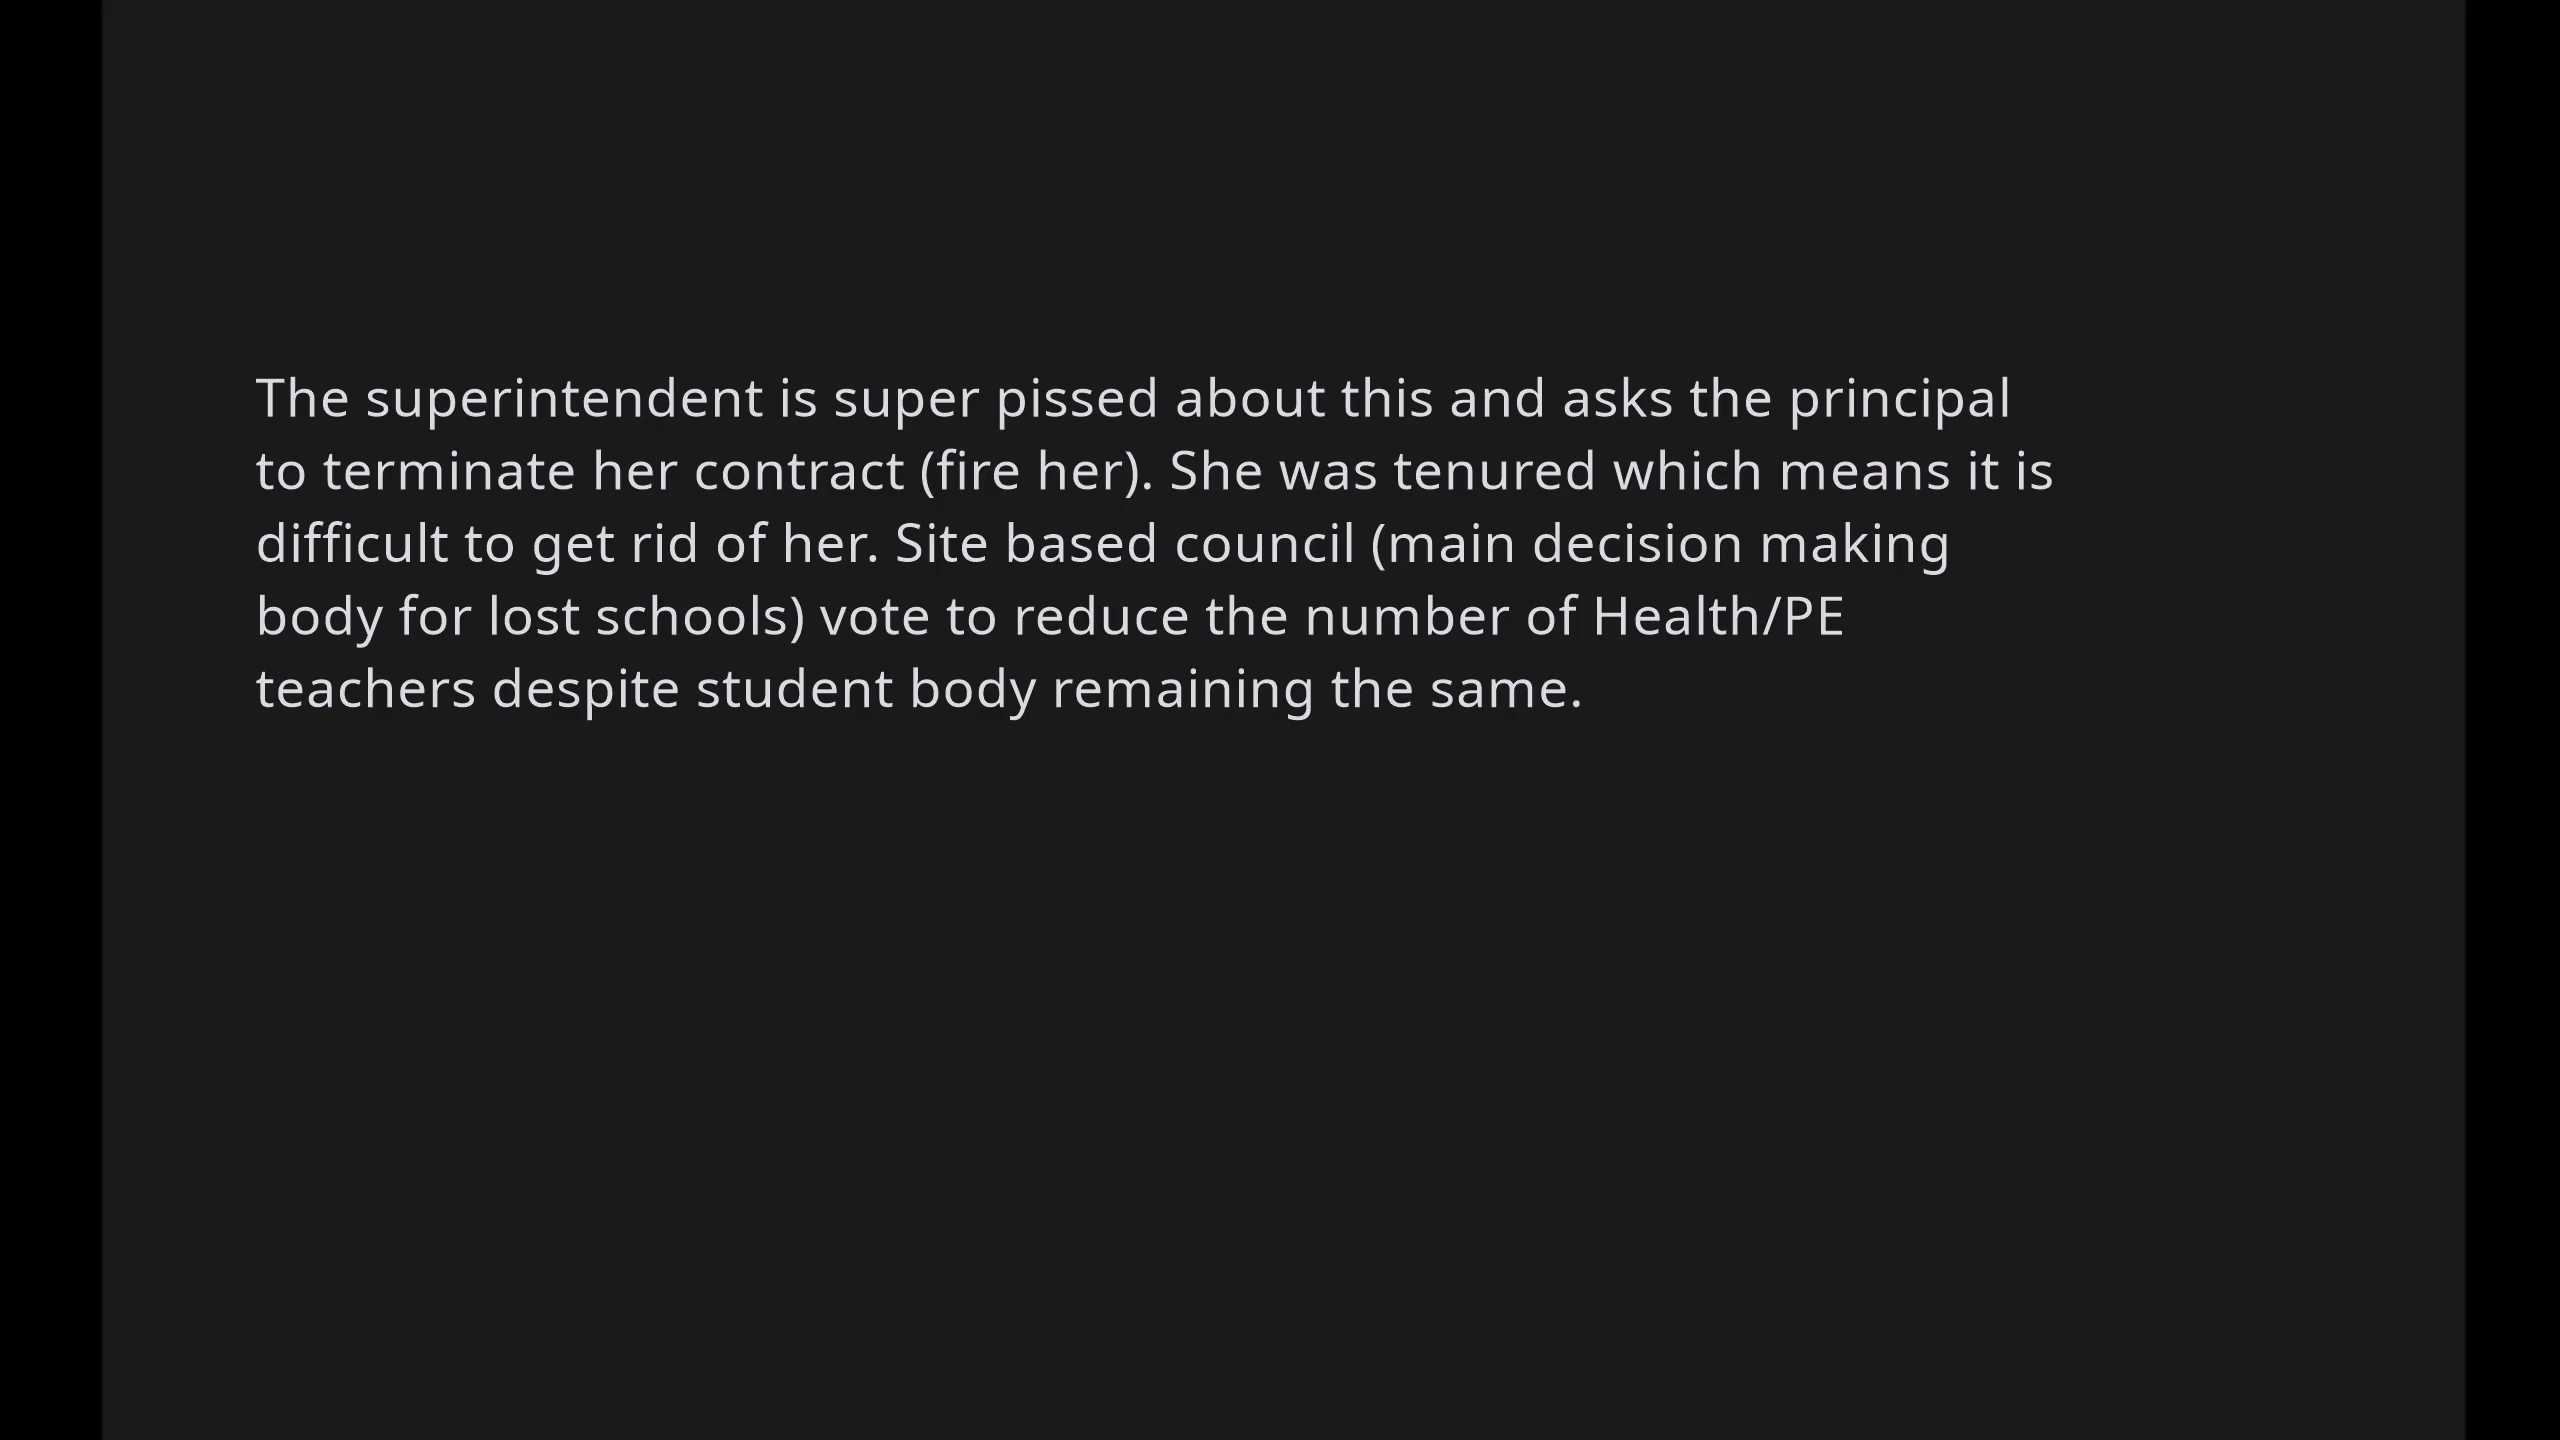 The superintendent is super pissed about this and asks the principal
to terminate her contract (fire her). She was tenured which means it is
difficult to get rid of her. Site based council (main decision making
body for lost schools) vote to reduce the number of Health/PE
teachers despite student body remaining the same.